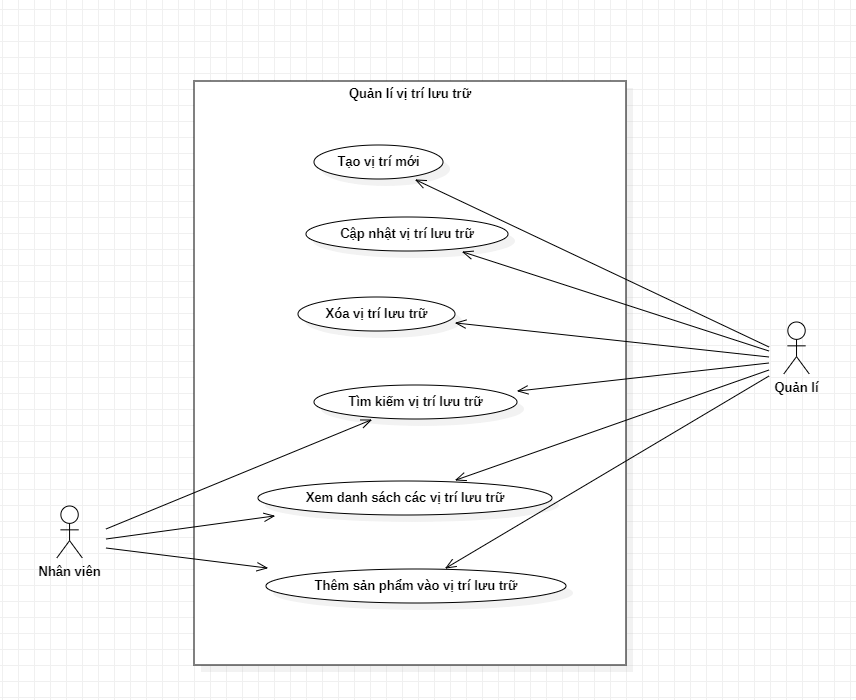 Quản lí vị trí lưu trữ
Tạo vị trí mới
Cập nhật vị trí lưu trữ
Xóa vị trí lưu trữ
Quản lí
Tìm kiếm vị trí lưu trữ
Xem danh sách các vị trí lưu trữ
Nhân viên
Thêm sản phẩm vào vị trí lưu trữ